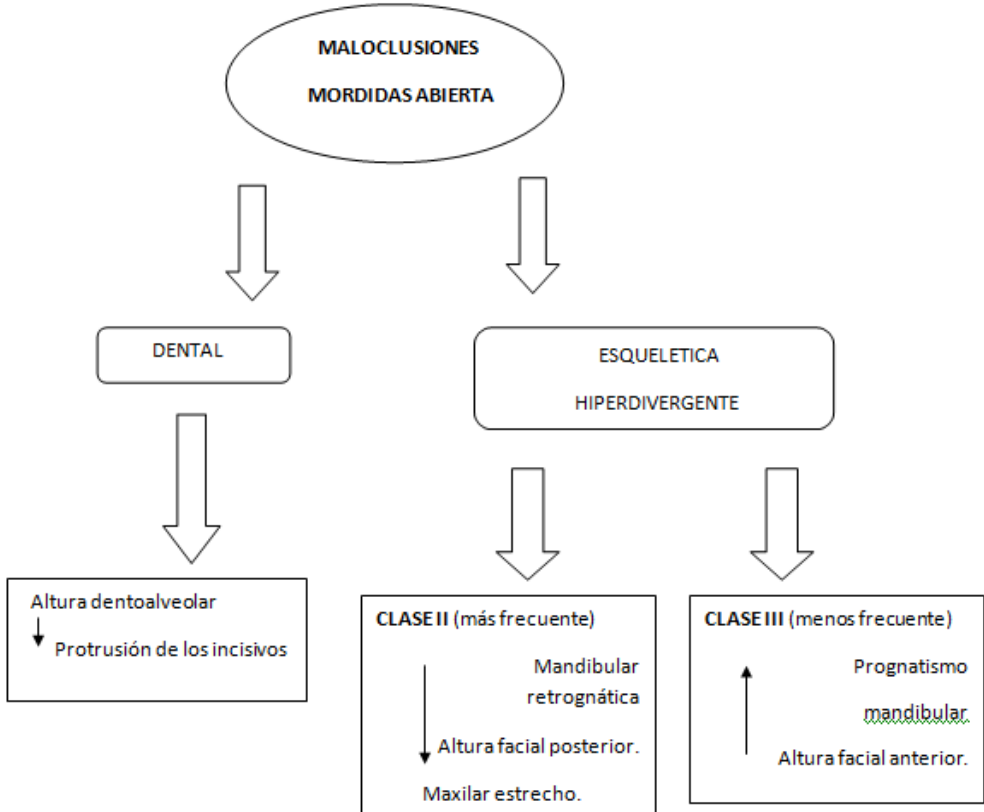 MALOCLUSIONES
MORDIDAS ABIERTA
DENTAL
ESQUELETICA
HIPERDIVERGENTE
Altura dentoalveolar
Protrusión de los incisivos
CLASE II (más frecuente)
Mandibular
retrognática
Altura facial posterior.
Maxilar estrecho.
CLASE III (menos frecuente)
Prognatismo
mandibular
Altura facial anterior.